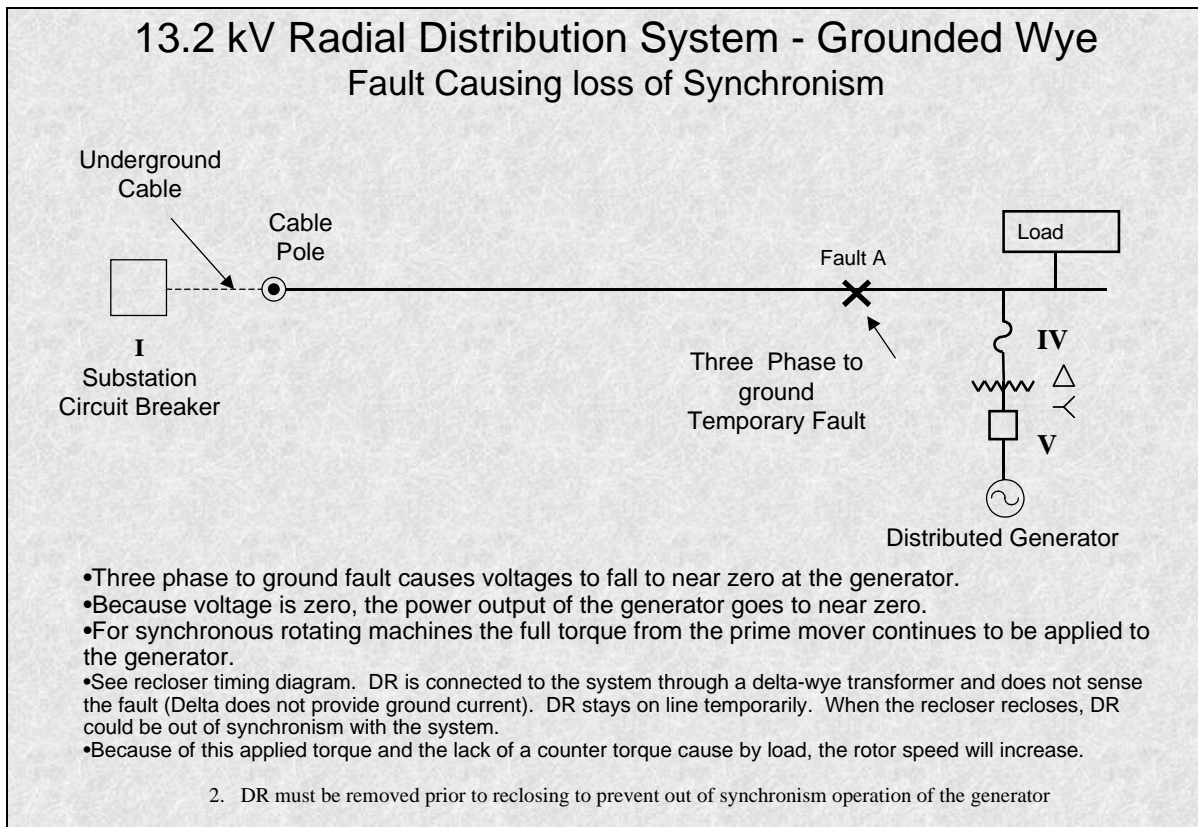 13.2 kV Radial Distribution System - Grounded Wye
Fault Causing loss of Synchronism
Underground
Cable
Cable
Pole
Load
Fault A
I
Substation
Circuit Breaker
Three Phase to
ground
Temporary Fault
IV
V
Distributed Generator
•Three phase to ground fault causes voltages to fall to near zero at the generator.
•Because voltage is zero, the power output of the generator goes to near zero.
•For synchronous rotating machines the full torque from the prime mover continues to be applied to
the generator.
•See recloser timing diagram. DR is connected to the system through a delta-wye transformer and does not sense
the fault (Delta does not provide ground current). DR stays on line temporarily. When the recloser recloses, DR
could be out of synchronism with the system.
•Because of this applied torque and the lack of a counter torque cause by load, the rotor speed will increase.
2. DR must be removed prior to reclosing to prevent out of synchronism operation of the generator